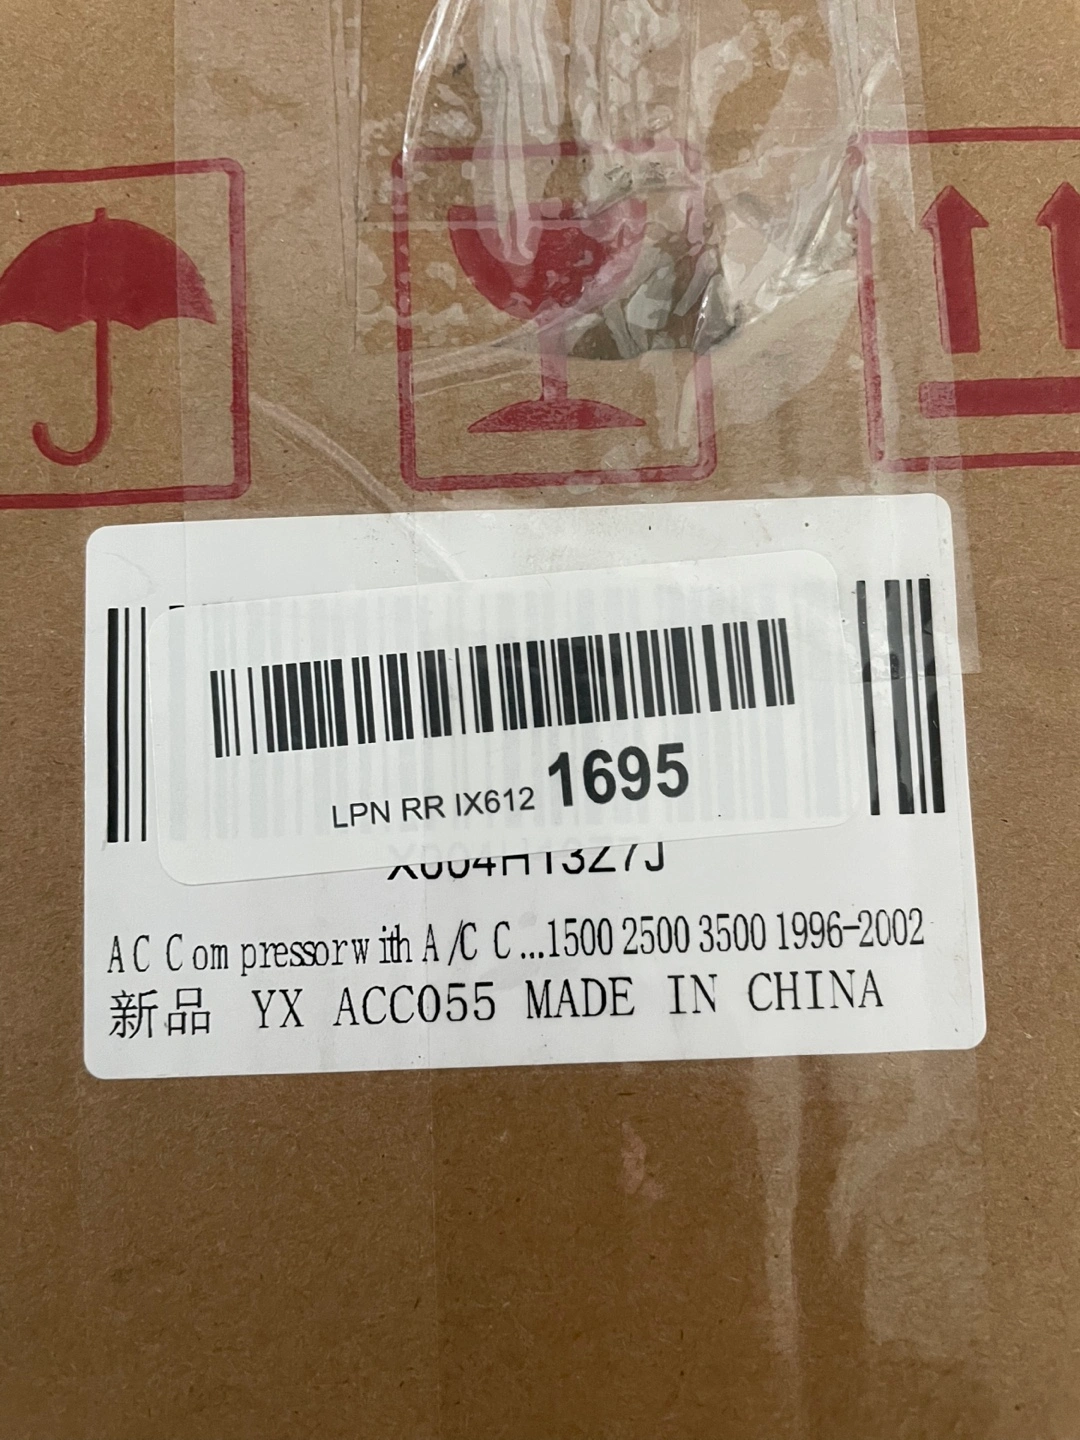 LPN RR IX612 1695
X004H13Z7J
AC Compressor with A/C C...1500 2500 3500 1996-2002
新品 YX ACC055 MADE IN CHINA